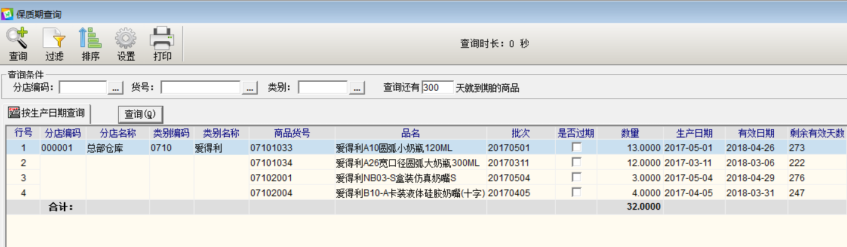 保质期查询
查询 过滤 排序 设置 打印
查询时长：0 秒
查询条件
分店编码： ... 货号： ... 类别： ... 查询还有 300 天就到期的商品
按生产日期查询 查询(Q)
行号 分店编码 分店名称 类别编码 类别名称 商品货号 品名 批次 是否过期 数量 生产日期 有效日期 剩余有效天数
1 000001 总部仓库 0710 爱得利 07101033 爱得利A10圆弧小奶瓶120ML 20170501 13.0000 2017-05-01 2018-04-26 273
2 07101034 爱得利A26宽口径圆弧大奶瓶300ML 20170311 12.0000 2017-03-11 2018-03-06 222
3 07102001 爱得利NB03-S盒装仿真奶嘴S 20170504 3.0000 2017-05-04 2018-04-29 276
4 07102004 爱得利B10-A卡装液体硅胶奶嘴(十字) 20170405 4.0000 2017-04-05 2018-03-31 247
合计： 32.0000